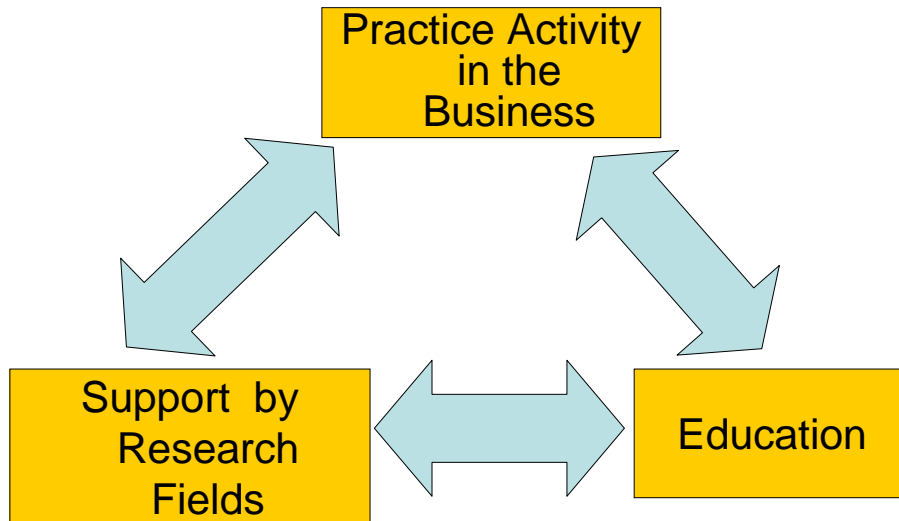 Practice Activity
in the
Business
Support by
Research
Fields
Education